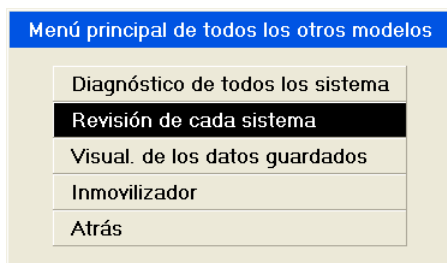 Menú principal de todos los otros modelos
Diagnóstico de todos los sistema
Revisión de cada sistema
Visual. de los datos guardados
Inmovilizador
Atrás